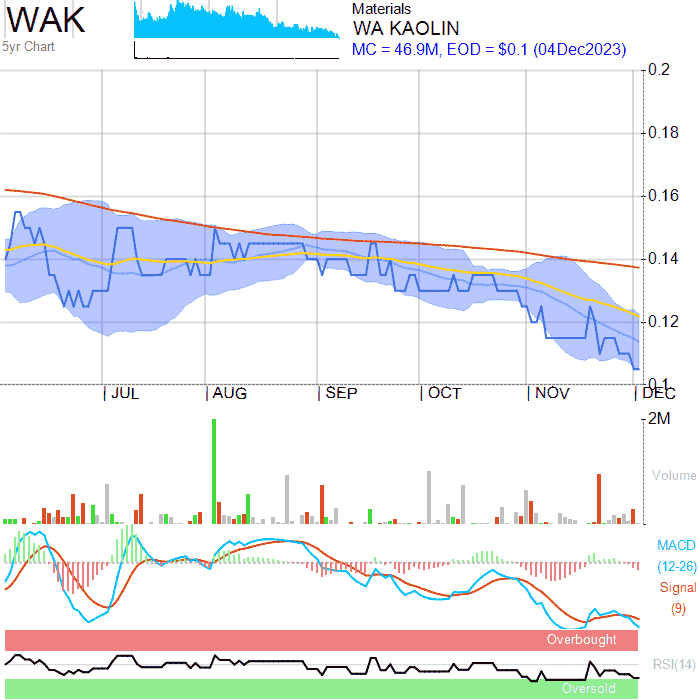 WAK
5yr Chart
Materials
WA KAOLIN
MC = 46.9M, EOD = $0.1 (04Dec2023)
0.2
0.18
0.16
0.14
0.12
0.1
JUL
AUG
SEP
OCT
NOV
DEC
2M
Volume
MACD
(12-26)
Signal
(9)
Overbought
RSI(14)
Oversold